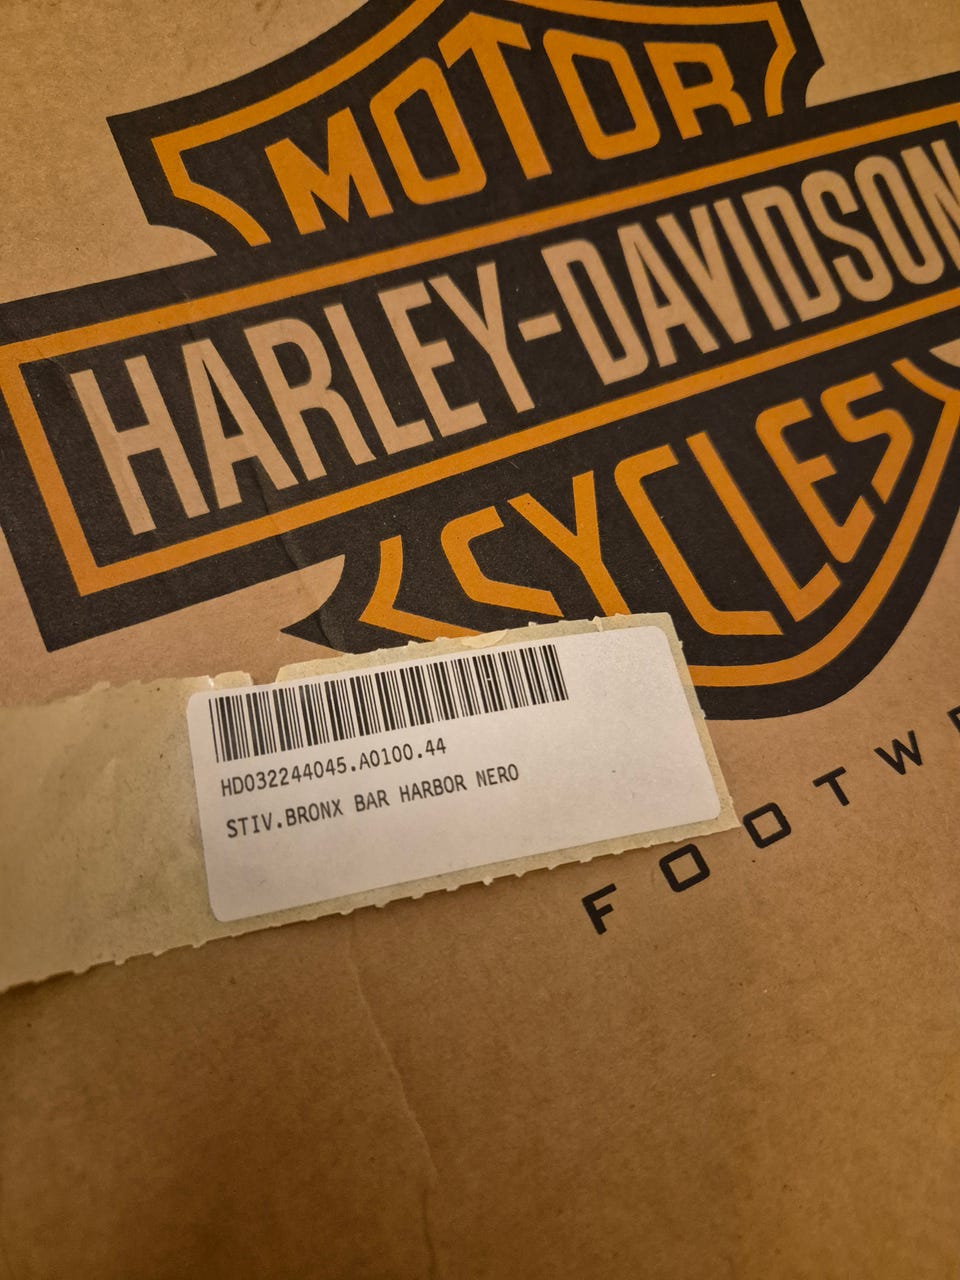 MOTOR
HARLEY-DAVIDSON
CYCLES
HD032244045.A0100.44
STIV.BRONX BAR HARBOR NERO